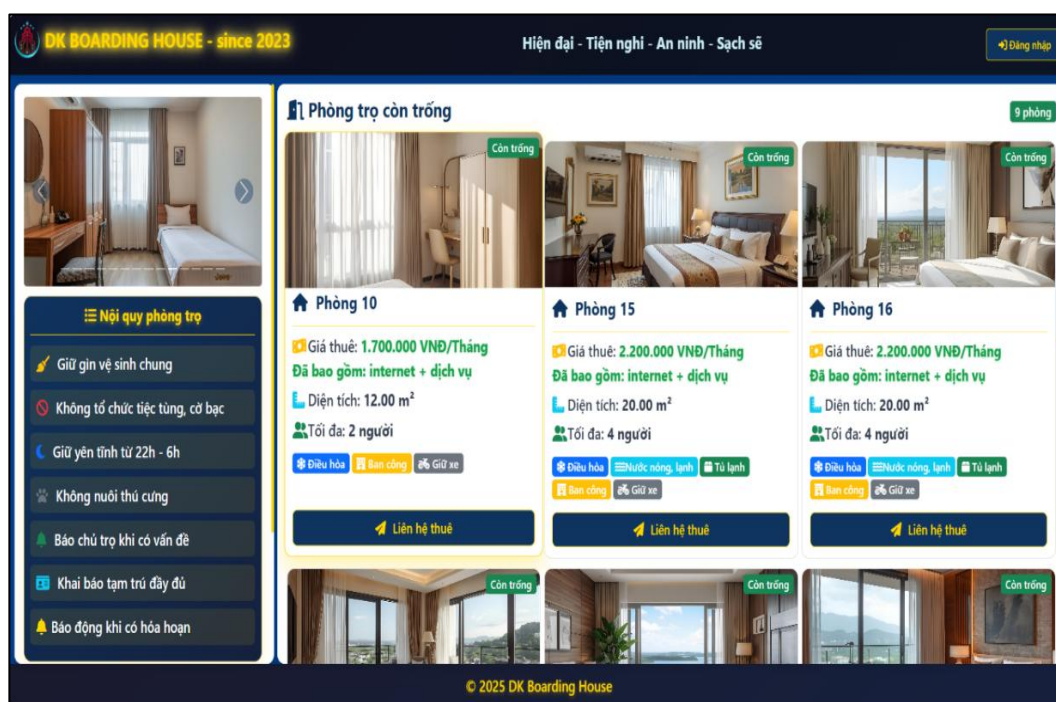 DK BOARDING HOUSE - since 2023
Hiện đại - Tiện nghi - An ninh - Sạch sẽ
Đăng nhập
Nội quy phòng trọ
Giữ gìn vệ sinh chung
Không tổ chức tiệc tùng, cờ bạc
Giữ yên tĩnh từ 22h - 6h
Không nuôi thú cưng
Báo chủ trọ khi có vấn đề
Khai báo tạm trú đầy đủ
Báo động khi có hỏa hoạn
Phòng trọ còn trống
9 phòng
Còn trống
Phòng 10
Giá thuê: 1.700.000 VNĐ/Tháng
Đã bao gồm: internet + dịch vụ
Diện tích: 12.00 m²
Tối đa: 2 người
Điều hòa Ban công Giữ xe
Liên hệ thuê
Còn trống
Phòng 15
Giá thuê: 2.200.000 VNĐ/Tháng
Đã bao gồm: internet + dịch vụ
Diện tích: 20.00 m²
Tối đa: 4 người
Điều hòa Nước nóng, lạnh Tủ lạnh
Ban công Giữ xe
Liên hệ thuê
Còn trống
Phòng 16
Giá thuê: 2.200.000 VNĐ/Tháng
Đã bao gồm: internet + dịch vụ
Diện tích: 20.00 m²
Tối đa: 4 người
Điều hòa Nước nóng, lạnh Tủ lạnh
Ban công Giữ xe
Liên hệ thuê
Còn trống
Còn trống
Còn trống
© 2025 DK Boarding House